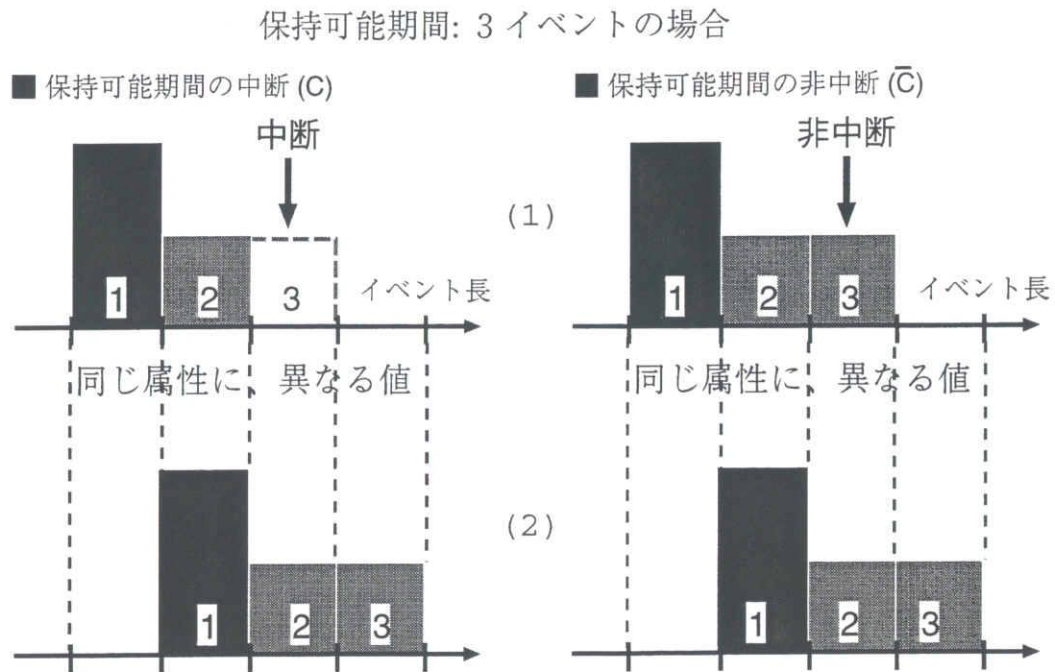 保持可能期間: 3 イベントの場合
■ 保持可能期間の中断 (C)
中断
1
2
3
イベント長
■ 保持可能期間の非中断 (C̅)
非中断
1
2
3
イベント長
(1)
同じ属性に、異なる値
同じ属性に、異なる値
(2)
1
2
3
1
2
3